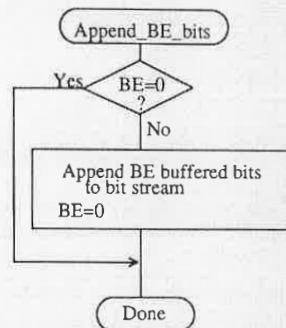 Append_BE_bits
Yes
BE=0
?
No
Append BE buffered bits
to bit stream
BE=0
Done